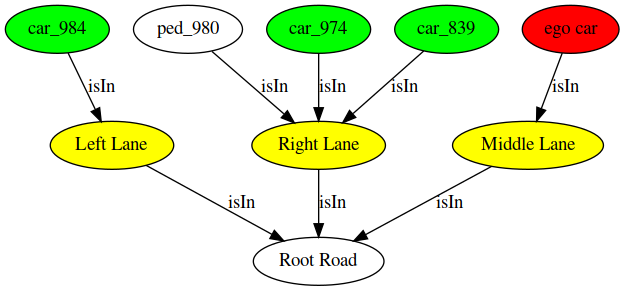 car_984
ped_980
car_974
car_839
ego car
isIn
isIn
isIn
isIn
isIn
Left Lane
Right Lane
Middle Lane
isIn
isIn
isIn
Root Road